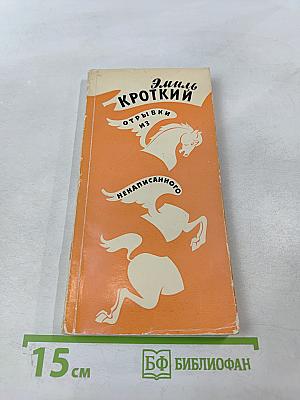 Эмиль
КРОТКИЙ
ОТРЫВКИ
ИЗ
НЕНАПИСАННОГО
15 см
БФ БИБЛИОФАН